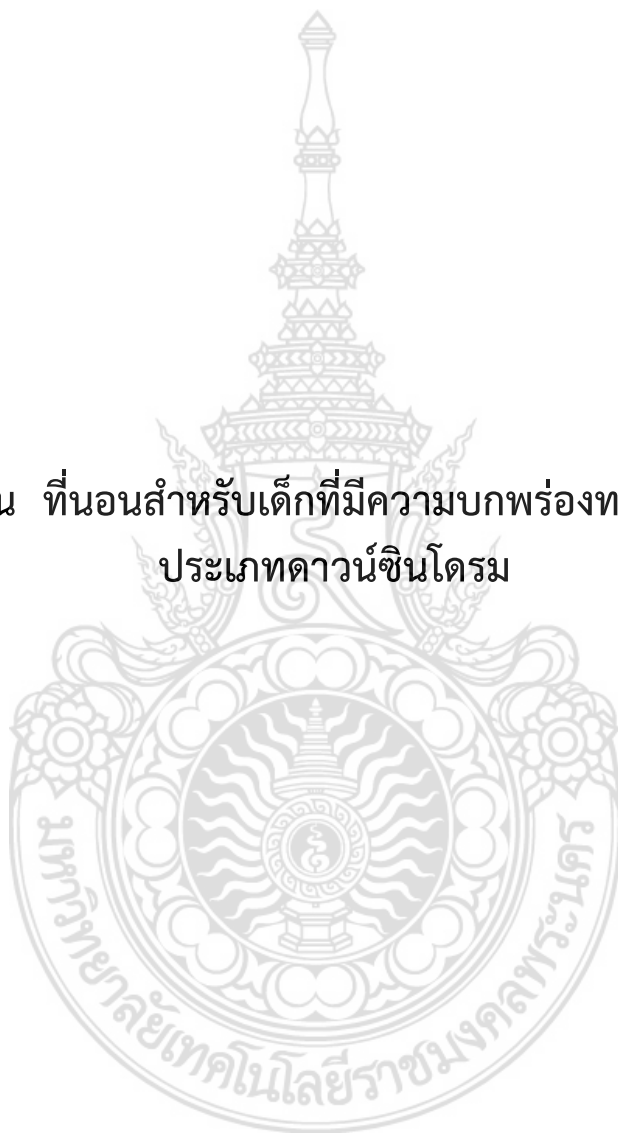 น ที่นอนสำหรับเด็กที่มีความบกพร่องท
ประเภทดาวน์ซินโดรม
มหาวิทยาลัยเทคโนโลยีราชมงคลพระนคร